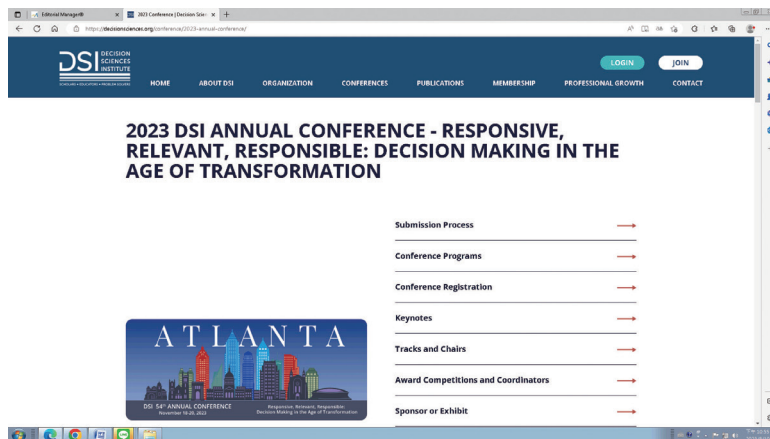 Editorial Manager®
2023 Conference | Decision Scien
https://decisionsciences.org/conference/2023-annual-conference/
DSI DECISION SCIENCES INSTITUTE
LOGIN
JOIN
HOME
ABOUT DSI
ORGANIZATION
CONFERENCES
PUBLICATIONS
MEMBERSHIP
PROFESSIONAL GROWTH
CONTACT
2023 DSI ANNUAL CONFERENCE - RESPONSIVE,
RELEVANT, RESPONSIBLE: DECISION MAKING IN THE
AGE OF TRANSFORMATION
Submission Process
Conference Programs
Conference Registration
Keynotes
Tracks and Chairs
Award Competitions and Coordinators
Sponsor or Exhibit
ATLANTA
DSI 54th ANNUAL CONFERENCE
November 18-20, 2023
Responsive, Relevant, Responsible:
Decision Making in the Age of Transformation